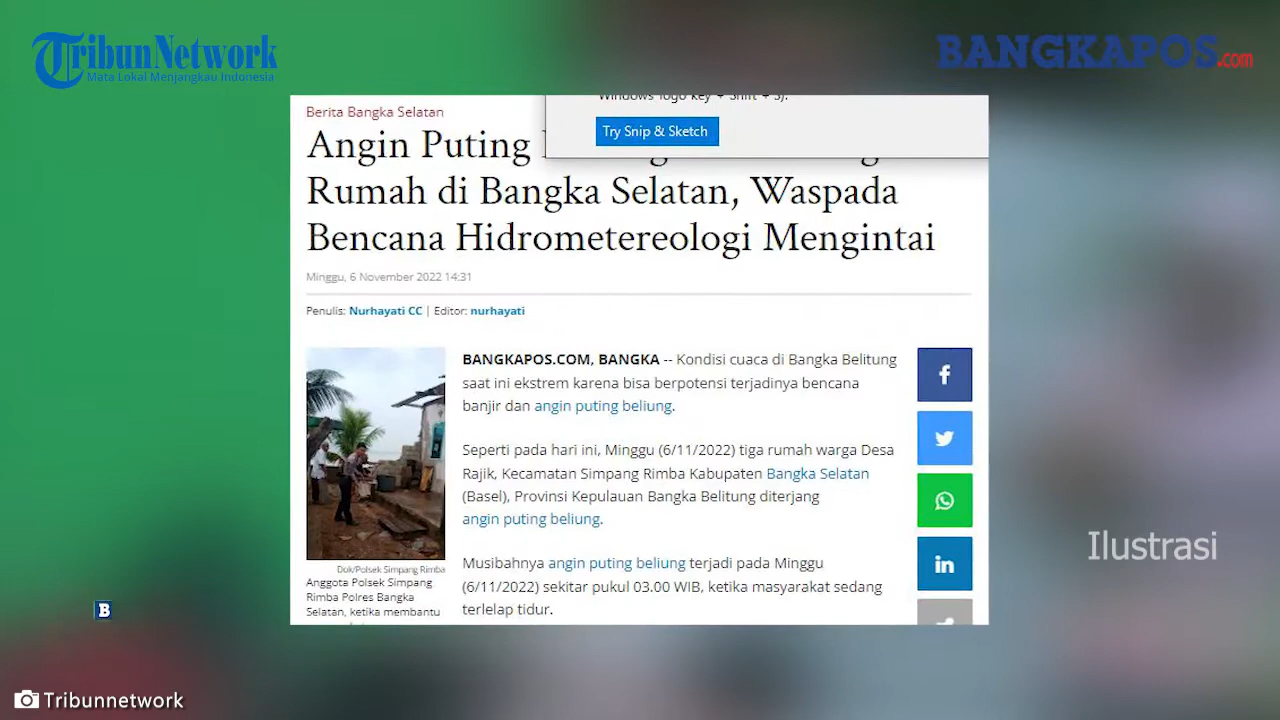 TribunNetwork
Mata Lokal Menjangkau Indonesia
BANGKAPOS.com
Berita Bangka Selatan
Windows logo key + Shift + S).
Try Snip & Sketch
Angin Puting
Rumah di Bangka Selatan, Waspada
Bencana Hidrometereologi Mengintai
Minggu, 6 November 2022 14:31
Penulis: Nurhayati CC | Editor: nurhayati
BANGKAPOS.COM, BANGKA -- Kondisi cuaca di Bangka Belitung
saat ini ekstrem karena bisa berpotensi terjadinya bencana
banjir dan angin puting beliung.
Seperti pada hari ini, Minggu (6/11/2022) tiga rumah warga Desa
Rajik, Kecamatan Simpang Rimba Kabupaten Bangka Selatan
(Basel), Provinsi Kepulauan Bangka Belitung diterjang
angin puting beliung.
Musibahnya angin puting beliung terjadi pada Minggu
(6/11/2022) sekitar pukul 03.00 WIB, ketika masyarakat sedang
terlelap tidur.
Dok/Polsek Simpang Rimba
Anggota Polsek Simpang
Rimba Polres Bangka
Selatan, ketika membantu
Ilustrasi
B
Tribunnetwork